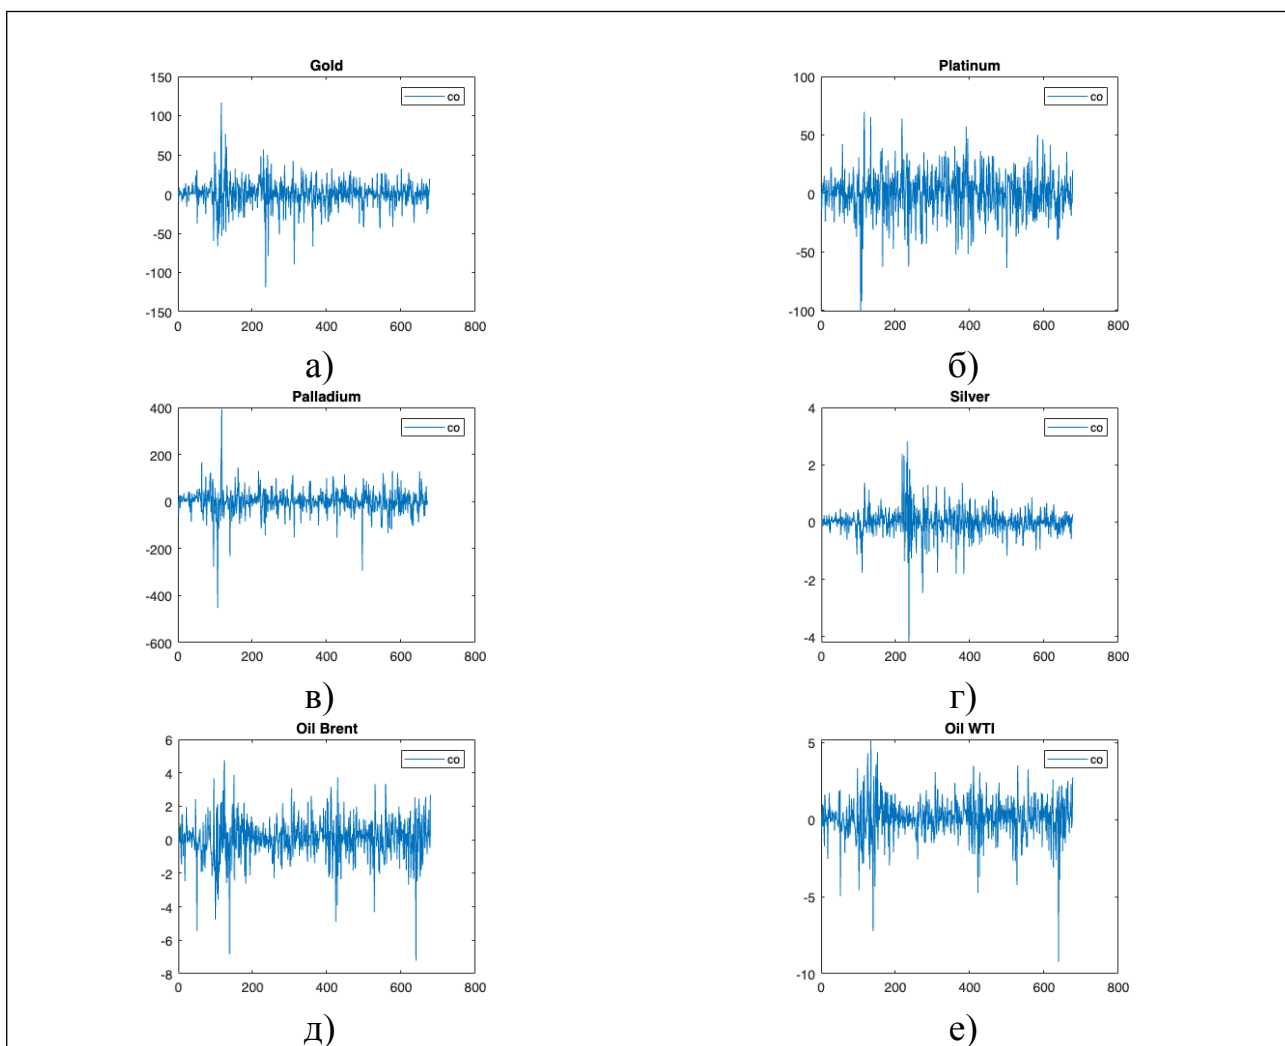 Gold
150
100
50
0
-50
-100
-150
0 200 400 600 800
co
а)
Platinum
100
50
0
-50
-100
0 200 400 600 800
co
б)
Palladium
400
200
0
-200
-400
-600
0 200 400 600 800
co
в)
Silver
4
2
0
-2
-4
0 200 400 600 800
co
г)
Oil Brent
6
4
2
0
-2
-4
-6
-8
0 200 400 600 800
co
д)
Oil WTI
5
0
-5
-10
0 200 400 600 800
co
е)